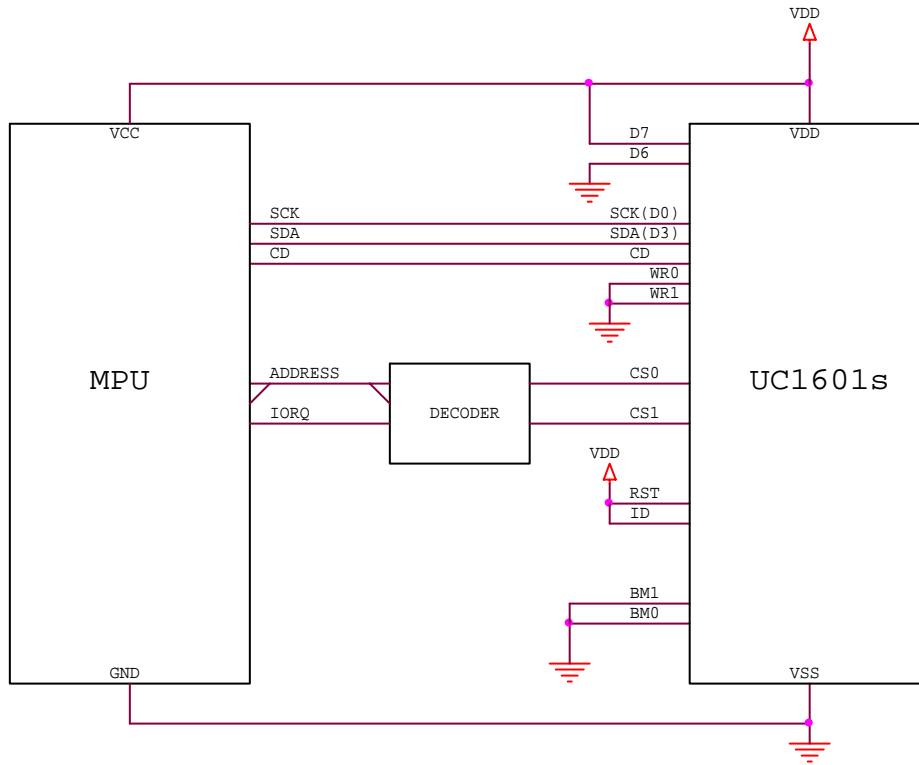 VDD
VCC
VDD
D7
D6
SCK SCK(D0)
SDA SDA(D3)
CD CD
WR0
WR1
ADDRESS CS0
MPU UC1601s
IORQ DECODER CS1
VDD
RST
ID
BM1
BM0
GND VSS